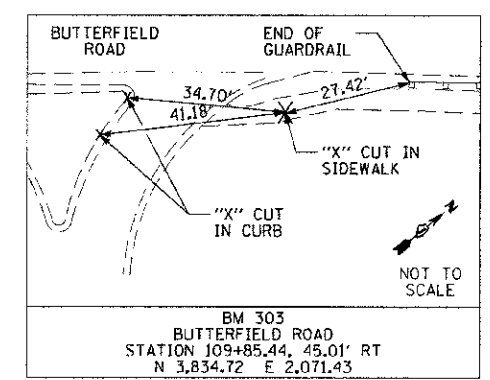 BUTTERFIELD
ROAD
END OF
GUARDRAIL
34.70'
27.42'
41.18'
"X" CUT IN
SIDEWALK
"X" CUT
IN CURB
N
NOT TO
SCALE
BM 303
BUTTERFIELD ROAD
STATION 109+85.44, 45.01' RT
N 3,834.72 E 2,071.43